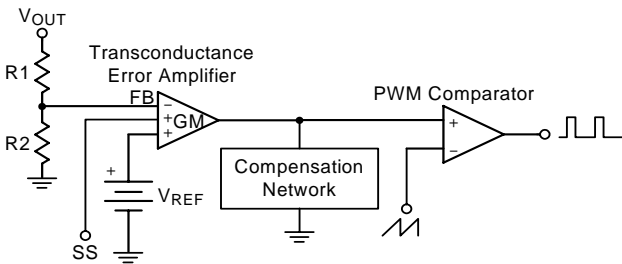 VOUT
R1
R2
Transconductance
Error Amplifier
FB
−
+
+
GM
+
VREF
SS
Compensation
Network
PWM Comparator
+
−